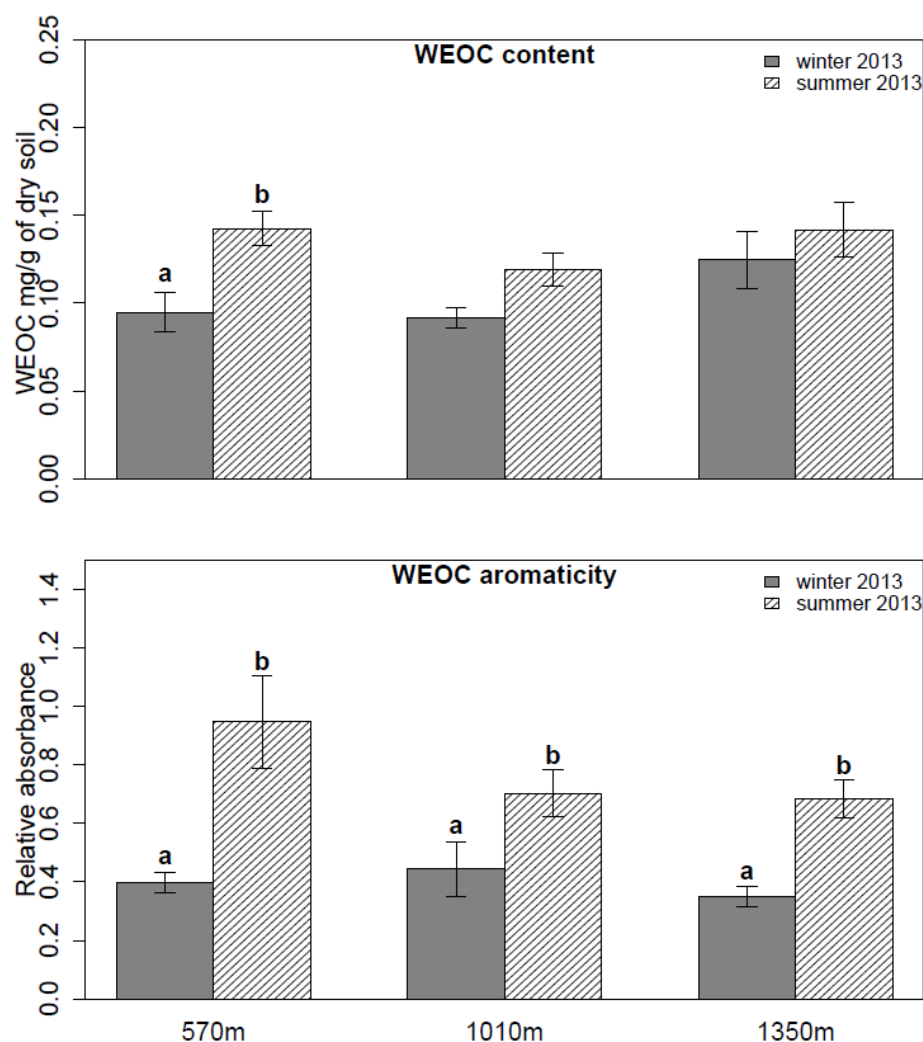 WEOC content
winter 2013
summer 2013
WEOC mg/g of dry soil
0.25
0.20
0.15
0.10
0.05
0.00
a
b
WEOC aromaticity
winter 2013
summer 2013
Relative absorbance
1.4
1.2
1.0
0.8
0.6
0.4
0.2
0.0
a
b
a
b
a
b
570m
1010m
1350m